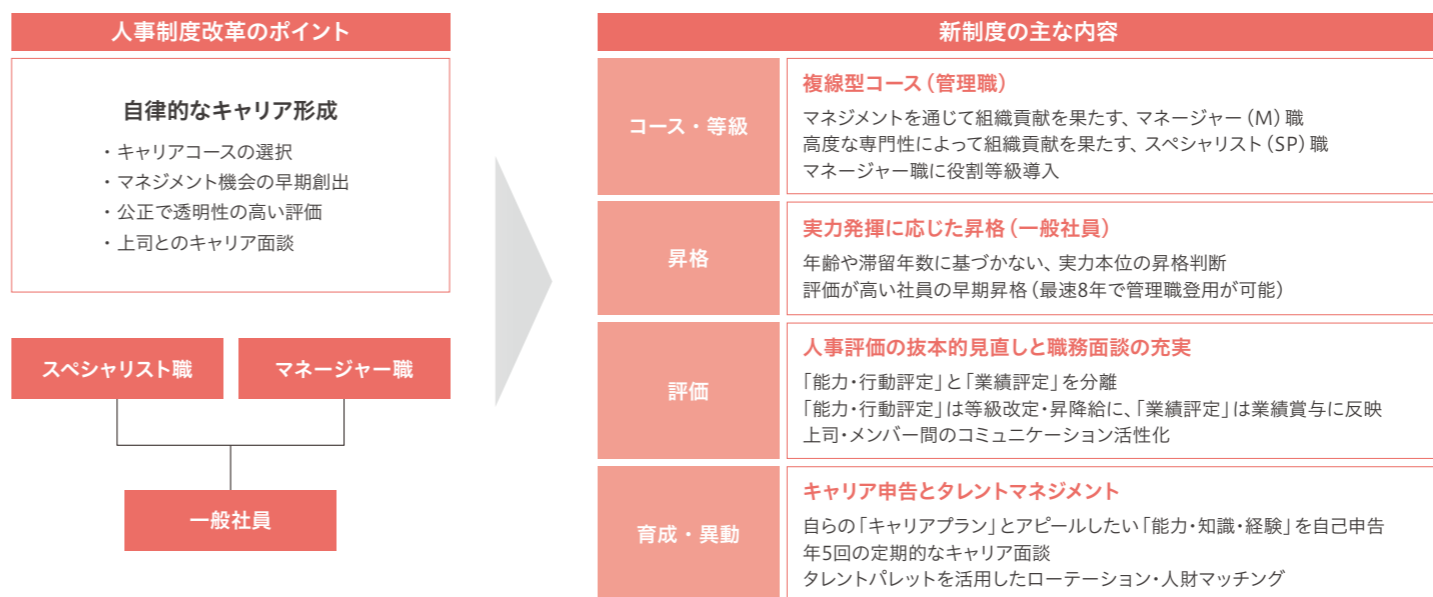 人事制度改革のポイント
自律的なキャリア形成
・キャリアコースの選択
・マネジメント機会の早期創出
・公正で透明性の高い評価
・上司とのキャリア面談
スペシャリスト職
マネージャー職
一般社員
新制度の主な内容
コース・等級
複線型コース（管理職）
マネジメントを通じて組織貢献を果たす、マネージャー（M）職
高度な専門性によって組織貢献を果たす、スペシャリスト（SP）職
マネージャー職に役割等級導入
昇格
実力発揮に応じた昇格（一般社員）
年齢や滞留年数に基づかない、実力本位の昇格判断
評価が高い社員の早期昇格（最速8年で管理職登用が可能）
評価
人事評価の抜本的見直しと職務面談の充実
「能力・行動評定」と「業績評定」を分離
「能力・行動評定」は等級改定・昇降給に、「業績評定」は業績賞与に反映
上司・メンバー間のコミュニケーション活性化
育成・異動
キャリア申告とタレントマネジメント
自らの「キャリアプラン」とアピールしたい「能力・知識・経験」を自己申告
年5回の定期的なキャリア面談
タレントパレットを活用したローテーション・人財マッチング